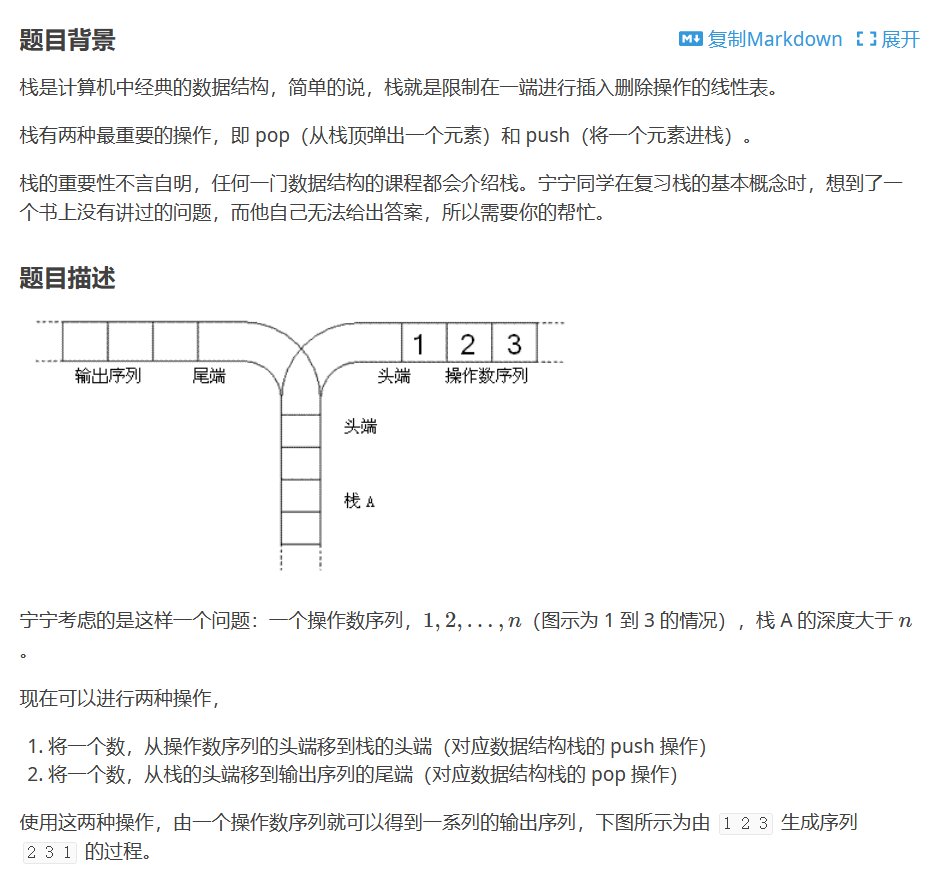 题目背景
复制Markdown 展开
栈是计算机中经典的数据结构，简单的说，栈就是限制在一端进行插入删除操作的线性表。
栈有两种最重要的操作，即 pop（从栈顶弹出一个元素）和 push（将一个元素进栈）。
栈的重要性不言自明，任何一门数据结构的课程都会介绍栈。宁宁同学在复习栈的基本概念时，想到了一
个书上没有讲过的问题，而他自己无法给出答案，所以需要你的帮忙。
题目描述
1 2 3
输出序列 尾端 头端 操作数序列
头端
栈 A
宁宁考虑的是这样一个问题：一个操作数序列，1, 2, . . . , n（图示为 1 到 3 的情况），栈 A 的深度大于 n
。
现在可以进行两种操作，
1. 将一个数，从操作数序列的头端移到栈的头端（对应数据结构栈的 push 操作）
2. 将一个数，从栈的头端移到输出序列的尾端（对应数据结构栈的 pop 操作）
使用这两种操作，由一个操作数序列就可以得到一系列的输出序列，下图所示为由 1 2 3 生成序列
2 3 1 的过程。